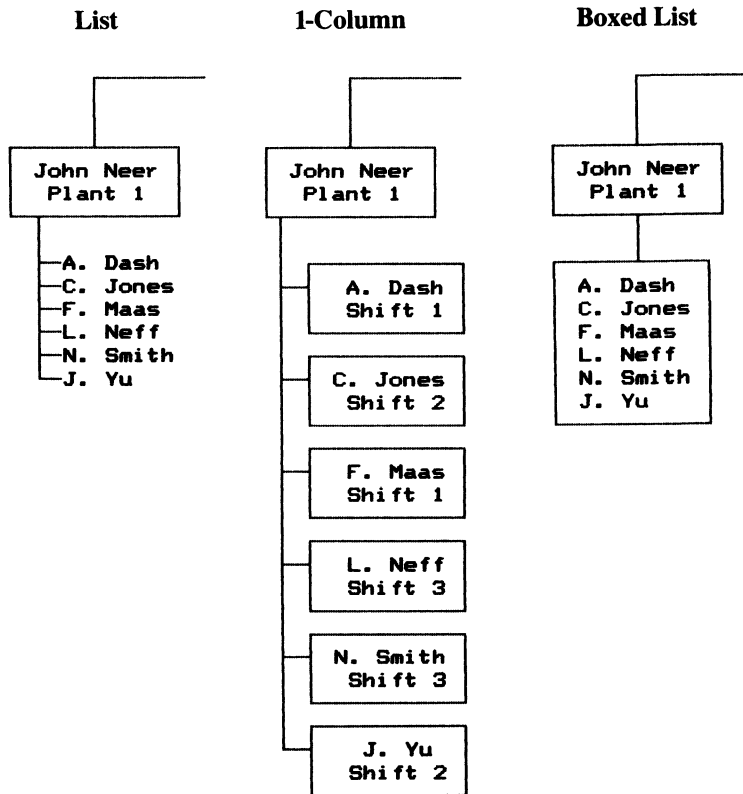 List
1-Column
Boxed List
John Neer
Plant 1
A. Dash
C. Jones
F. Maas
L. Neff
N. Smith
J. Yu
John Neer
Plant 1
A. Dash
Shift 1
C. Jones
Shift 2
F. Maas
Shift 1
L. Neff
Shift 3
N. Smith
Shift 3
J. Yu
Shift 2
John Neer
Plant 1
A. Dash
C. Jones
F. Maas
L. Neff
N. Smith
J. Yu